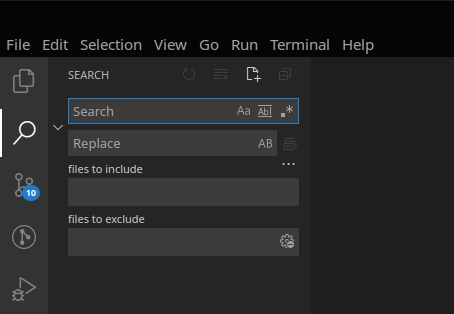 File Edit Selection View Go Run Terminal Help
SEARCH
Search Aa Ab| .*
Replace AB
files to include
10
files to exclude